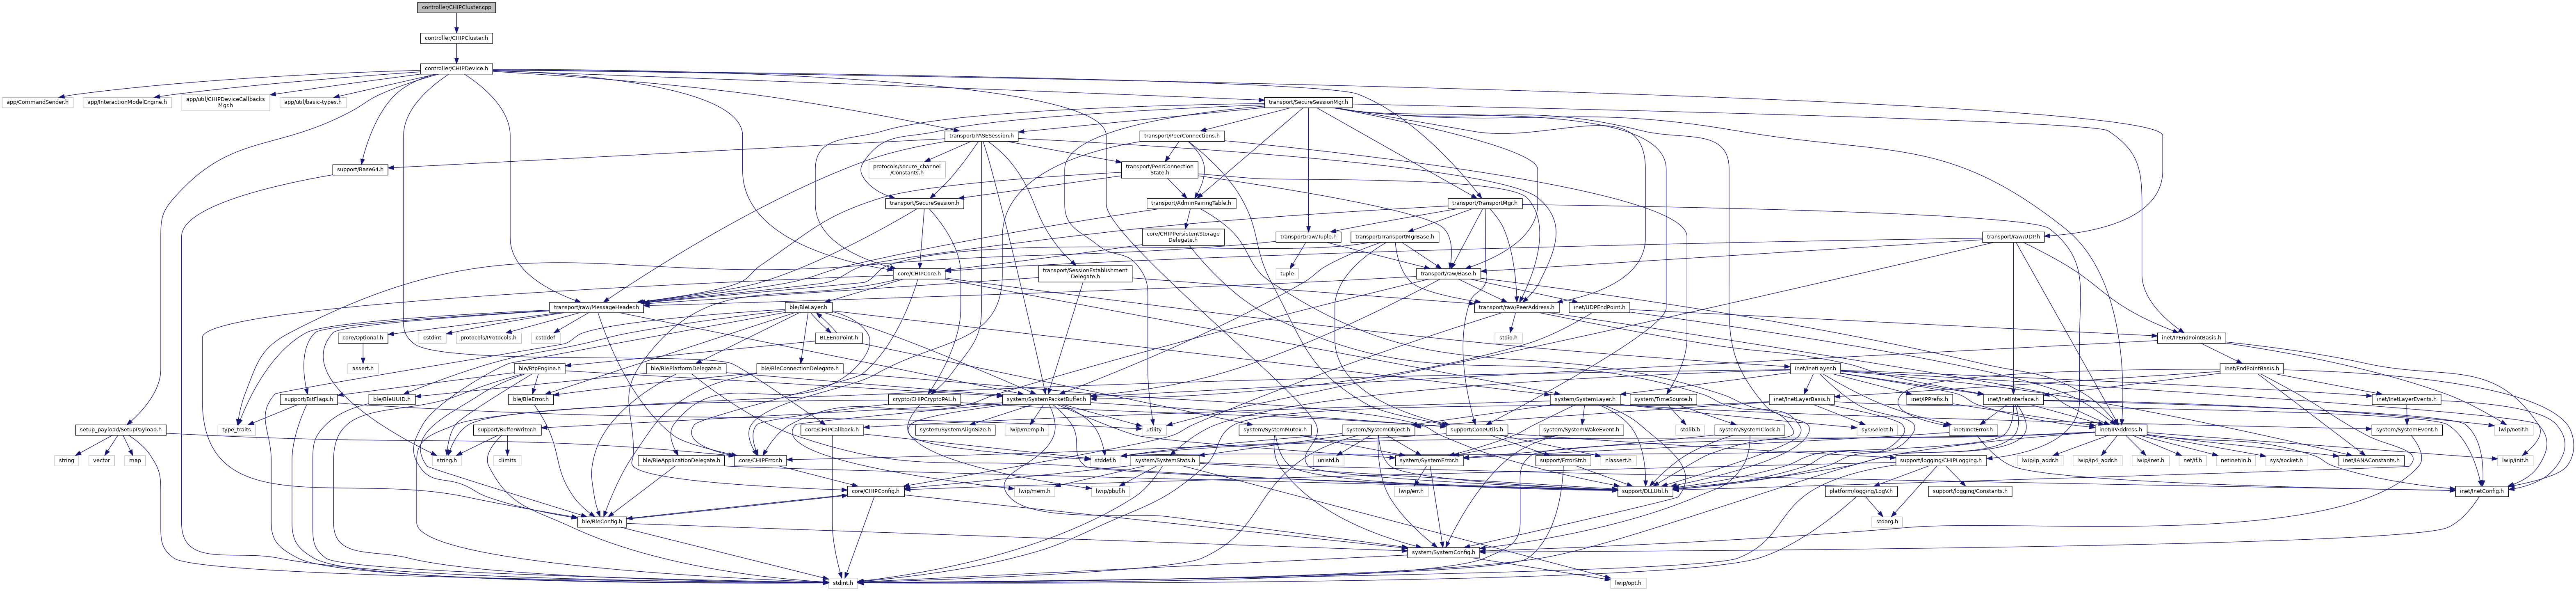 controller/CHIPCluster.cpp
controller/CHIPCluster.h
controller/CHIPDevice.h
app/CommandSender.h
app/InteractionModelEngine.h
app/util/CHIPDeviceCallbacks
Mgr.h
app/util/basic-types.h
transport/SecureSessionMgr.h
transport/PASESession.h
transport/PeerConnections.h
support/Base64.h
protocols/secure_channel
/Constants.h
transport/PeerConnection
State.h
transport/SecureSession.h
transport/AdminPairingTable.h
transport/TransportMgr.h
core/CHIPPersistentStorage
Delegate.h
transport/raw/Tuple.h
transport/TransportMgrBase.h
transport/raw/UDP.h
core/CHIPCore.h
transport/SessionEstablishment
Delegate.h
tuple
transport/raw/Base.h
transport/raw/MessageHeader.h
ble/BleLayer.h
transport/raw/PeerAddress.h
inet/UDPEndPoint.h
core/Optional.h
cstdint
protocols/Protocols.h
cstddef
BLEEndPoint.h
stdio.h
inet/IPEndPointBasis.h
assert.h
ble/BtpEngine.h
ble/BlePlatformDelegate.h
ble/BleConnectionDelegate.h
inet/InetLayer.h
inet/EndPointBasis.h
support/BitFlags.h
ble/BleUUID.h
ble/BleError.h
system/SystemPacketBuffer.h
crypto/CHIPCryptoPAL.h
system/SystemLayer.h
system/TimeSource.h
inet/InetLayerBasis.h
inet/IPPrefix.h
inet/InetInterface.h
inet/InetLayerEvents.h
setup_payload/SetupPayload.h
type_traits
support/BufferWriter.h
core/CHIPCallback.h
system/SystemAlignSize.h
lwip/memp.h
utility
system/SystemMutex.h
system/SystemObject.h
support/CodeUtils.h
system/SystemWakeEvent.h
stdlib.h
system/SystemClock.h
sys/select.h
inet/InetError.h
inet/IPAddress.h
system/SystemEvent.h
lwip/netif.h
string
vector
map
string.h
climits
ble/BleApplicationDelegate.h
core/CHIPError.h
stddef.h
system/SystemStats.h
unistd.h
system/SystemError.h
support/ErrorStr.h
nlassert.h
support/logging/CHIPLogging.h
lwip/ip_addr.h
lwip/ip4_addr.h
lwip/inet.h
net/if.h
netinet/in.h
sys/socket.h
inet/IANAConstants.h
lwip/init.h
core/CHIPConfig.h
lwip/mem.h
lwip/pbuf.h
lwip/err.h
support/DLLUtil.h
platform/logging/LogV.h
support/logging/Constants.h
inet/InetConfig.h
ble/BleConfig.h
stdarg.h
system/SystemConfig.h
stdint.h
lwip/opt.h